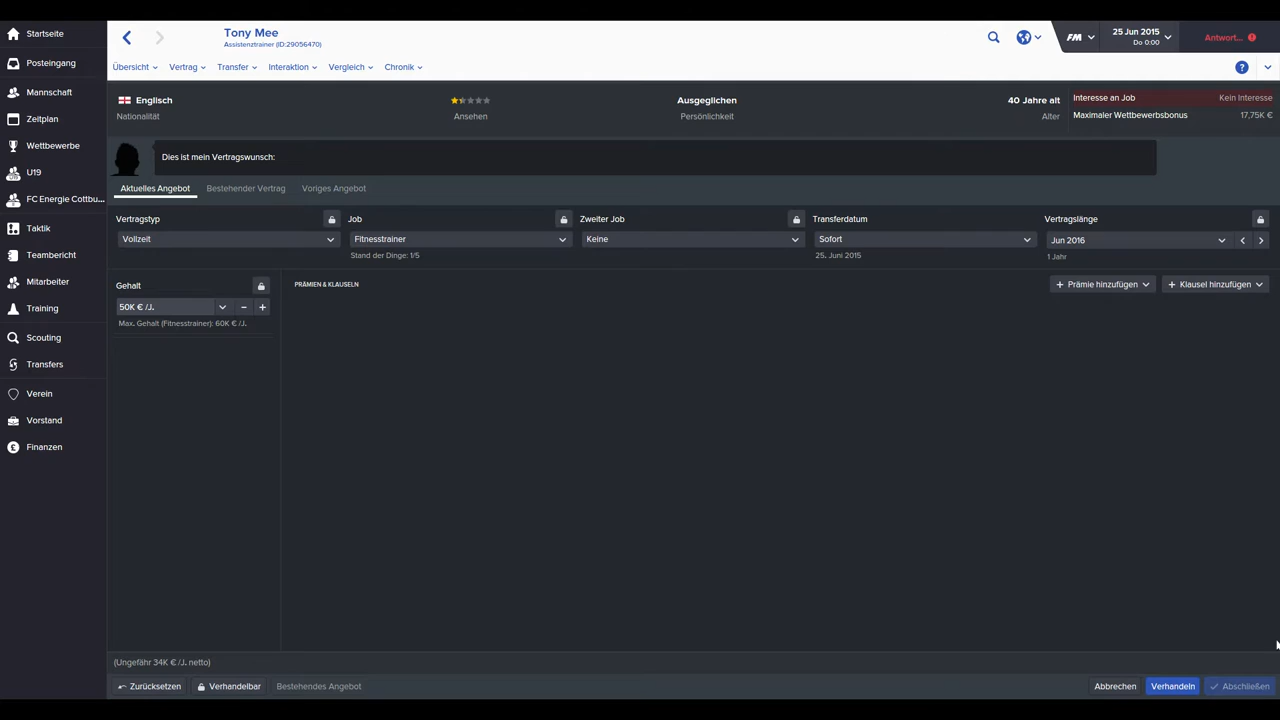 Startseite
Posteingang
Mannschaft
Zeitplan
Wettbewerbe
U19
FC Energie Cottbu...
Taktik
Teambericht
Mitarbeiter
Training
Scouting
Transfers
Verein
Vorstand
Finanzen
Tony Mee
Assistenztrainer (ID:29056470)
FM
25 Jun 2015
Do 0:00
Antwort...
Übersicht
Vertrag
Transfer
Interaktion
Vergleich
Chronik
Englisch
Nationalität
Ansehen
Ausgeglichen
Persönlichkeit
40 Jahre alt
Alter
Interesse an Job Kein Interesse
Maximaler Wettbewerbsbonus 17,75K €
Dies ist mein Vertragswunsch:
Aktuelles Angebot
Bestehender Vertrag
Voriges Angebot
Vertragstyp
Vollzeit
Job
Fitnesstrainer
Stand der Dinge: 1/5
Zweiter Job
Keine
Transferdatum
Sofort
25. Juni 2015
Vertragslänge
Jun 2016
1 Jahr
Gehalt
50K € /J.
Max. Gehalt (Fitnesstrainer): 60K € /J.
PRÄMIEN & KLAUSELN
Prämie hinzufügen
Klausel hinzufügen
(Ungefähr 34K € /J. netto)
Zurücksetzen
Verhandelbar
Bestehendes Angebot
Abbrechen
Verhandeln
Abschließen